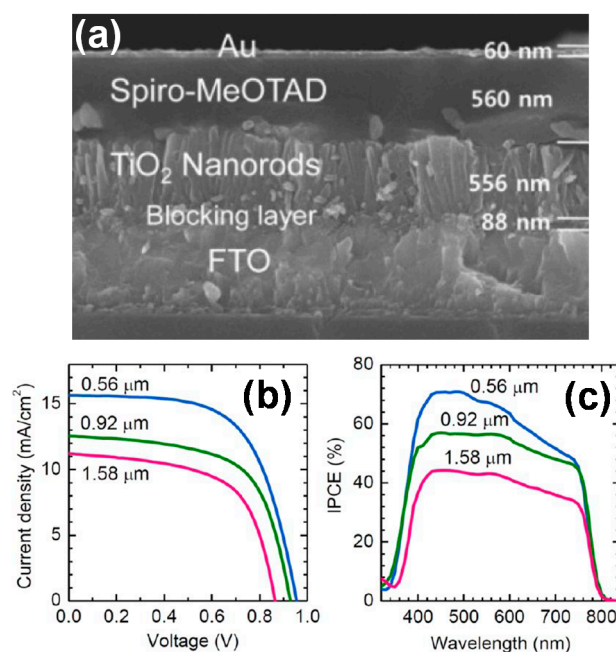 (a)
Au
60 nm
Spiro-MeOTAD
560 nm
TiO₂ Nanorods
556 nm
Blocking layer
88 nm
FTO
(b)
0.56 μm
0.92 μm
1.58 μm
15
10
5
0
0.0 0.2 0.4 0.6 0.8 1.0
Current density (mA/cm²)
Voltage (V)
(c)
0.56 μm
0.92 μm
1.58 μm
80
60
40
20
0
400 500 600 700 800
IPCE (%)
Wavelength (nm)